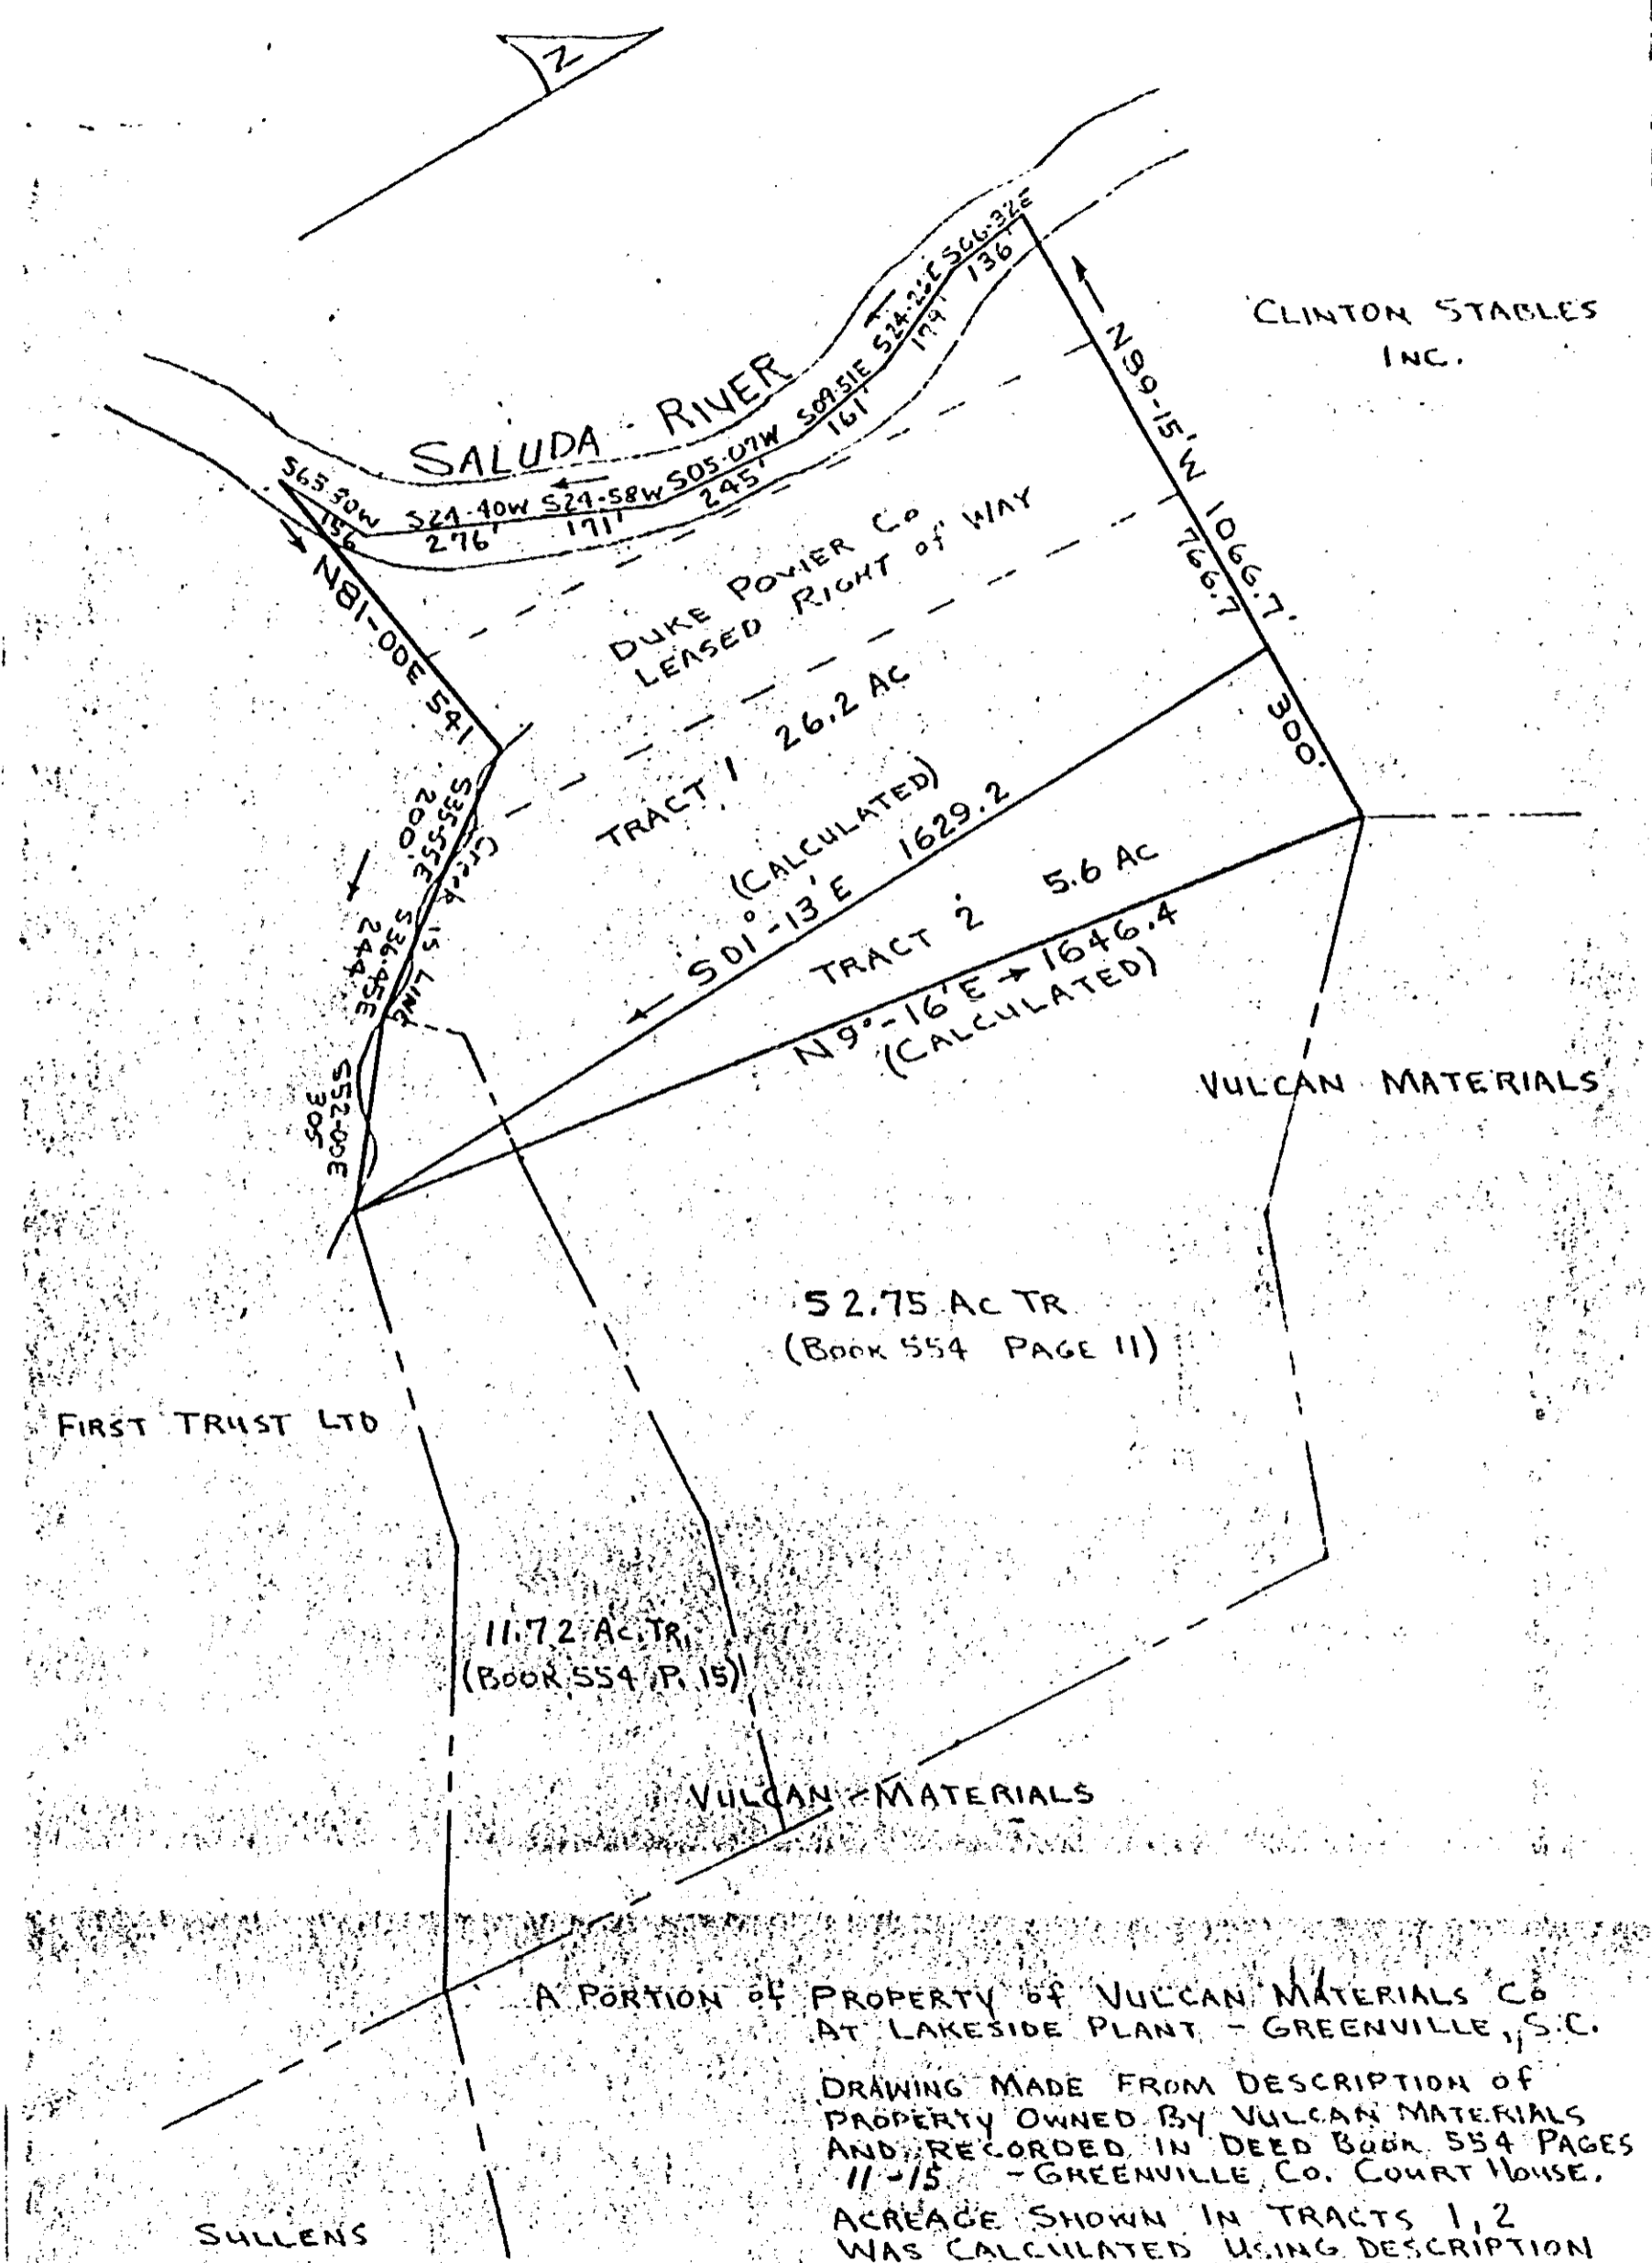 N
CLINTON STABLES
INC.
SALUDA RIVER
S06-32E
136'
S24-26E
179'
S09-51E
161'
S05-07W
245'
S24-58W
171'
S24-40W
276'
S65-30W
156
N81-00E 541
N89-15'W 1066.7'
766.7
300'
DUKE POWER Co
LEASED RIGHT of WAY
TRACT 1 26.2 AC
(CALCULATED)
S01°-13'E 1629.2
TRACT 2 5.6 AC
N9°-16'E → 1646.4
(CALCULATED)
S35-55E
200'
Creek IS LINE
S36-45E
244
S52-00E
305
VULCAN MATERIALS
52.75 AC TR
(BOOK 554 PAGE 11)
FIRST TRUST LTD
11.72 AC. TR.
(BOOK 554 P. 15)
VULCAN MATERIALS
A PORTION of PROPERTY of VULCAN MATERIALS Co
AT LAKESIDE PLANT - GREENVILLE, S.C.
DRAWING MADE FROM DESCRIPTION of
PROPERTY OWNED BY VULCAN MATERIALS
AND RECORDED IN DEED BOOK 554 PAGES
11-15 - GREENVILLE CO. COURT HOUSE.
ACREAGE SHOWN IN TRACTS 1, 2
WAS CALCULATED USING DESCRIPTION
SULLENS